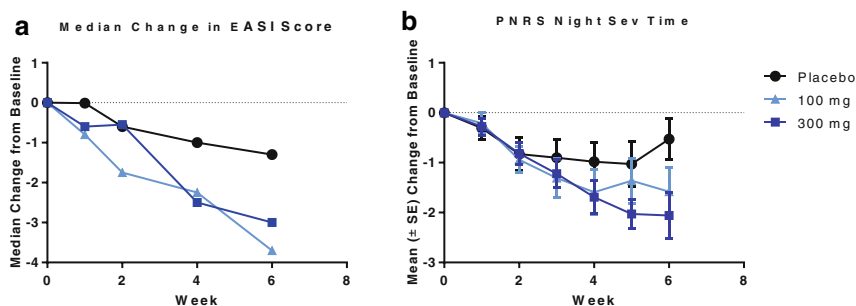 a
Median Change in EASI Score
Median Change from Baseline
1
0
-1
-2
-3
-4
0
2
4
6
8
Week
b
PNRS Night Sev Time
Mean (± SE) Change from Baseline
1
0
-1
-2
-3
0
2
4
6
8
Week
Placebo
100 mg
300 mg